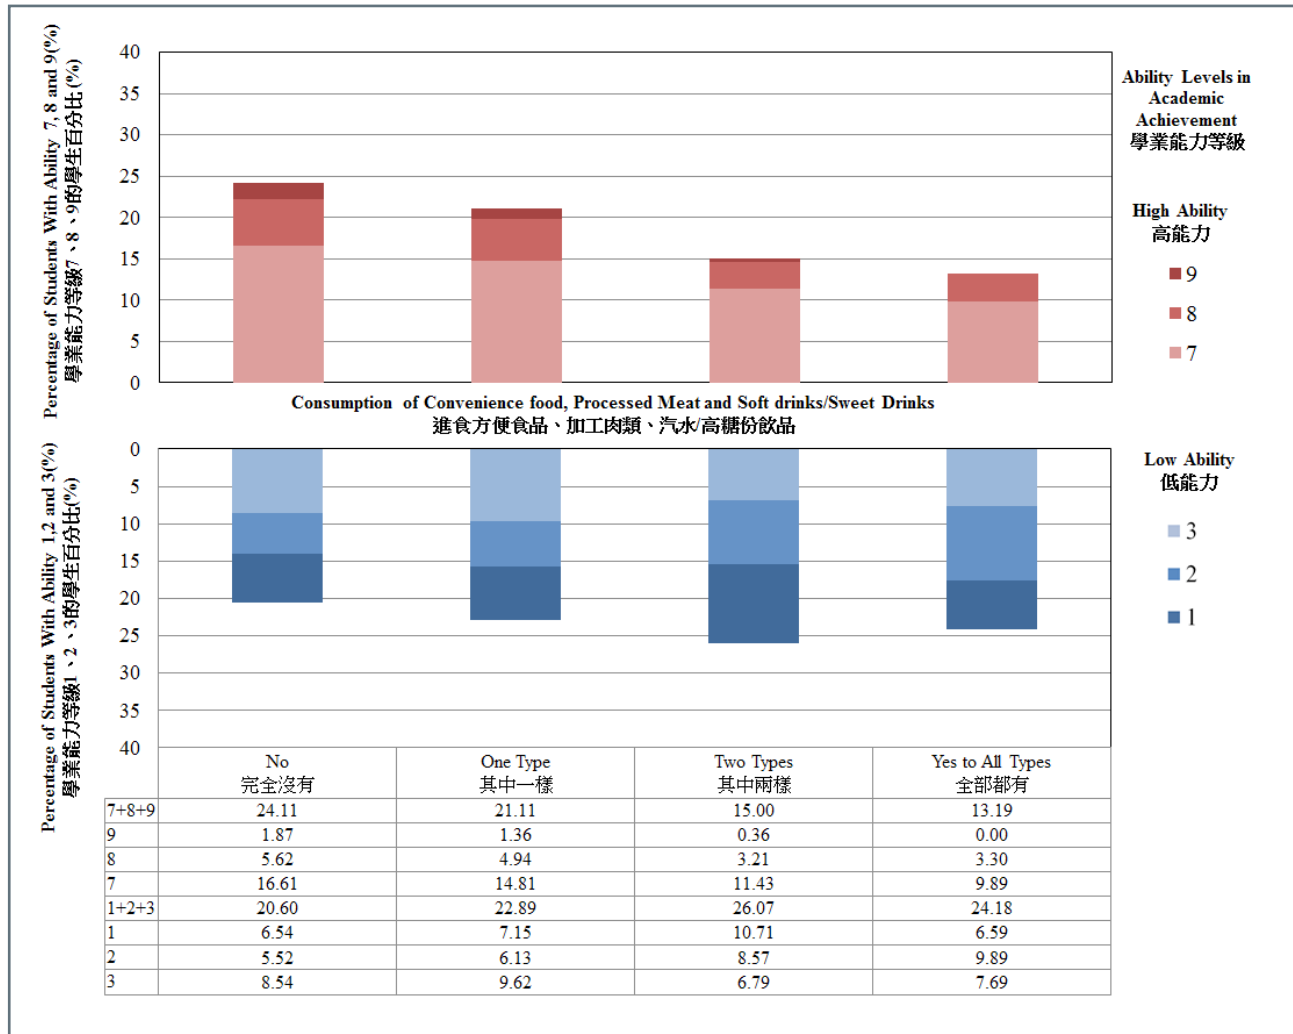 Percentage of Students With Ability 7, 8 and 9(%)
學業能力等級7、8、9的學生百分比(%)
40
35
30
25
20
15
10
5
0
Ability Levels in
Academic
Achievement
學業能力等級
High Ability
高能力
9
8
7
Consumption of Convenience food, Processed Meat and Soft drinks/Sweet Drinks
進食方便食品、加工肉類、汽水/高糖份飲品
Percentage of Students With Ability 1,2 and 3(%)
學業能力等級1、2、3的學生百分比(%)
0
5
10
15
20
25
30
35
40
Low Ability
低能力
3
2
1
No One Type Two Types Yes to All Types
完全沒有 其中一樣 其中兩樣 全部都有
7+8+9 24.11 21.11 15.00 13.19
9 1.87 1.36 0.36 0.00
8 5.62 4.94 3.21 3.30
7 16.61 14.81 11.43 9.89
1+2+3 20.60 22.89 26.07 24.18
1 6.54 7.15 10.71 6.59
2 5.52 6.13 8.57 9.89
3 8.54 9.62 6.79 7.69